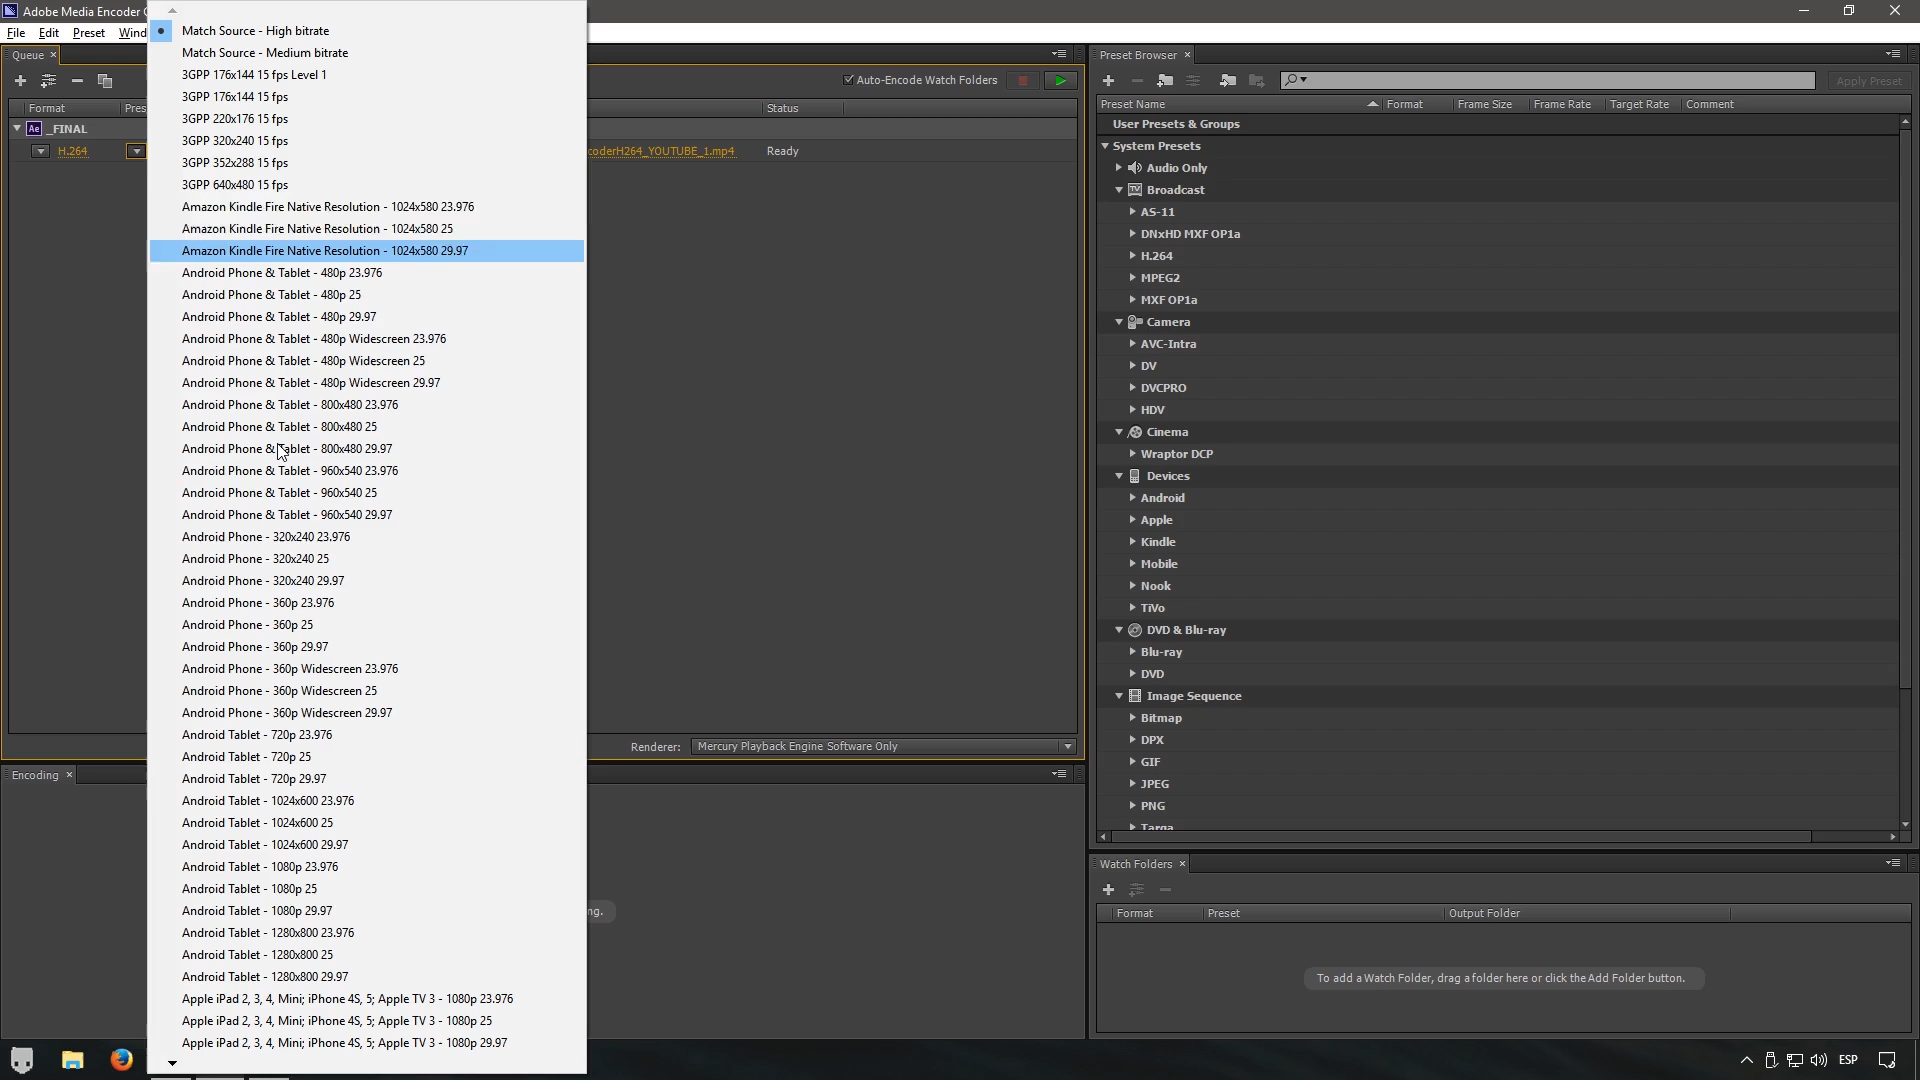 Adobe Media Encoder
File Edit Preset Wind
Queue
Auto-Encode Watch Folders
Format Pres Status
Ae _FINAL
H.264 coderH264_YOUTUBE_1.mp4 Ready
Match Source - High bitrate
Match Source - Medium bitrate
3GPP 176x144 15 fps Level 1
3GPP 176x144 15 fps
3GPP 220x176 15 fps
3GPP 320x240 15 fps
3GPP 352x288 15 fps
3GPP 640x480 15 fps
Amazon Kindle Fire Native Resolution - 1024x580 23.976
Amazon Kindle Fire Native Resolution - 1024x580 25
Amazon Kindle Fire Native Resolution - 1024x580 29.97
Android Phone & Tablet - 480p 23.976
Android Phone & Tablet - 480p 25
Android Phone & Tablet - 480p 29.97
Android Phone & Tablet - 480p Widescreen 23.976
Android Phone & Tablet - 480p Widescreen 25
Android Phone & Tablet - 480p Widescreen 29.97
Android Phone & Tablet - 800x480 23.976
Android Phone & Tablet - 800x480 25
Android Phone & Tablet - 800x480 29.97
Android Phone & Tablet - 960x540 23.976
Android Phone & Tablet - 960x540 25
Android Phone & Tablet - 960x540 29.97
Android Phone - 320x240 23.976
Android Phone - 320x240 25
Android Phone - 320x240 29.97
Android Phone - 360p 23.976
Android Phone - 360p 25
Android Phone - 360p 29.97
Android Phone - 360p Widescreen 23.976
Android Phone - 360p Widescreen 25
Android Phone - 360p Widescreen 29.97
Android Tablet - 720p 23.976
Android Tablet - 720p 25
Android Tablet - 720p 29.97
Android Tablet - 1024x600 23.976
Android Tablet - 1024x600 25
Android Tablet - 1024x600 29.97
Android Tablet - 1080p 23.976
Android Tablet - 1080p 25
Android Tablet - 1080p 29.97
Android Tablet - 1280x800 23.976
Android Tablet - 1280x800 25
Android Tablet - 1280x800 29.97
Apple iPad 2, 3, 4, Mini; iPhone 4S, 5; Apple TV 3 - 1080p 23.976
Apple iPad 2, 3, 4, Mini; iPhone 4S, 5; Apple TV 3 - 1080p 25
Apple iPad 2, 3, 4, Mini; iPhone 4S, 5; Apple TV 3 - 1080p 29.97
Renderer: Mercury Playback Engine Software Only
Encoding
ng.
Preset Browser
Apply Preset
Preset Name Format Frame Size Frame Rate Target Rate Comment
User Presets & Groups
System Presets
Audio Only
TV Broadcast
AS-11
DNxHD MXF OP1a
H.264
MPEG2
MXF OP1a
Camera
AVC-Intra
DV
DVCPRO
HDV
Cinema
Wraptor DCP
Devices
Android
Apple
Kindle
Mobile
Nook
TiVo
DVD & Blu-ray
Blu-ray
DVD
Image Sequence
Bitmap
DPX
GIF
JPEG
PNG
Targa
Watch Folders
Format Preset Output Folder
To add a Watch Folder, drag a folder here or click the Add Folder button.
ESP